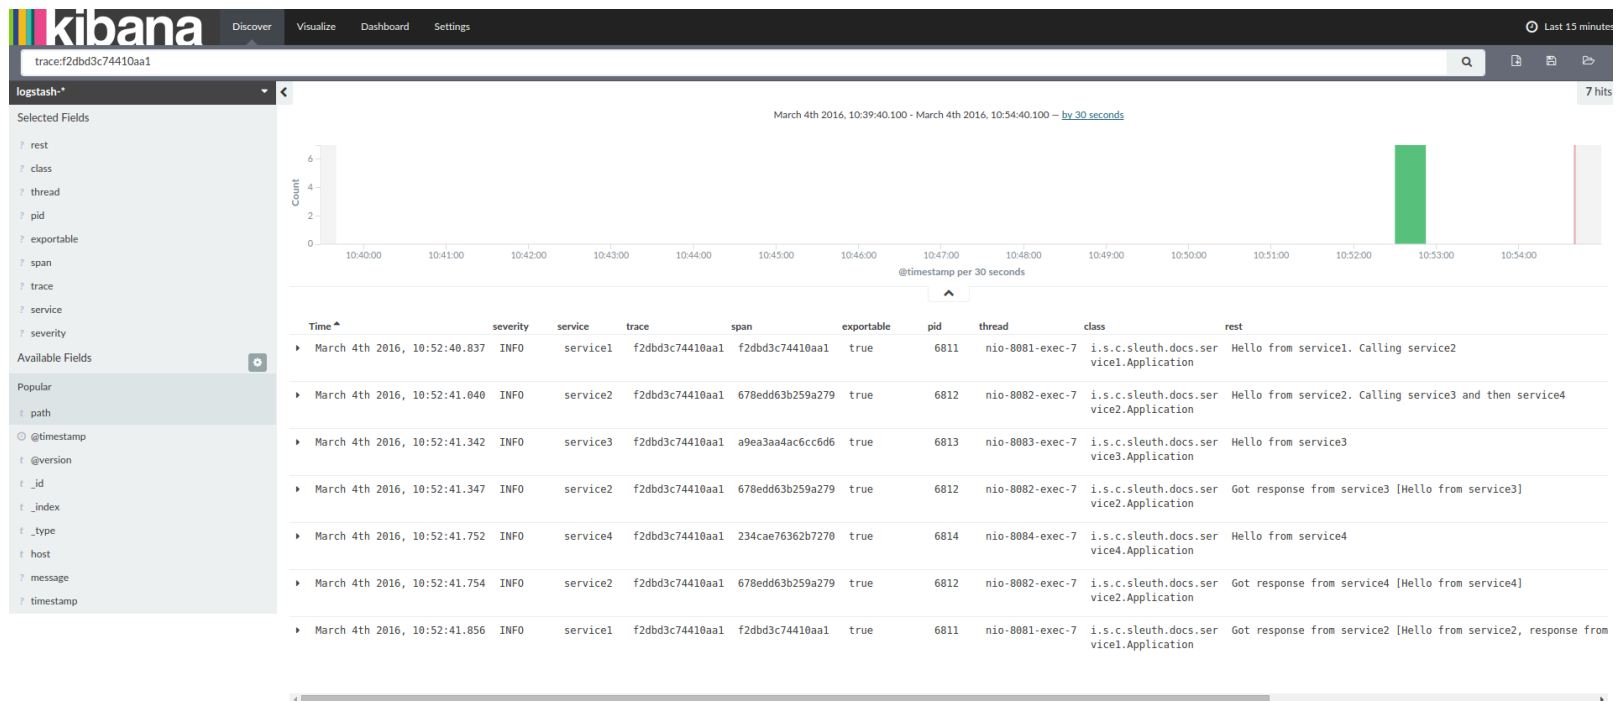 kibana Discover Visualize Dashboard Settings Last 15 minutes
trace:f2dbd3c74410aa1
logstash-*
7 hits
Selected Fields
? rest
? class
? thread
? pid
? exportable
? span
? trace
? service
? severity
Available Fields
Popular
t path
@timestamp
t @version
t _id
t _index
t _type
t host
? message
? timestamp
March 4th 2016, 10:39:40.100 - March 4th 2016, 10:54:40.100 — by 30 seconds
Count
6
4
2
0
10:40:00 10:41:00 10:42:00 10:43:00 10:44:00 10:45:00 10:46:00 10:47:00 10:48:00 10:49:00 10:50:00 10:51:00 10:52:00 10:53:00 10:54:00
@timestamp per 30 seconds
Time severity service trace span exportable pid thread class rest
March 4th 2016, 10:52:40.837 INFO service1 f2dbd3c74410aa1 f2dbd3c74410aa1 true 6811 nio-8081-exec-7 i.s.c.sleuth.docs.ser Hello from service1. Calling service2
vice1.Application
March 4th 2016, 10:52:41.040 INFO service2 f2dbd3c74410aa1 678edd63b259a279 true 6812 nio-8082-exec-7 i.s.c.sleuth.docs.ser Hello from service2. Calling service3 and then service4
vice2.Application
March 4th 2016, 10:52:41.342 INFO service3 f2dbd3c74410aa1 a9ea3aa4ac6cc6d6 true 6813 nio-8083-exec-7 i.s.c.sleuth.docs.ser Hello from service3
vice3.Application
March 4th 2016, 10:52:41.347 INFO service2 f2dbd3c74410aa1 678edd63b259a279 true 6812 nio-8082-exec-7 i.s.c.sleuth.docs.ser Got response from service3 [Hello from service3]
vice2.Application
March 4th 2016, 10:52:41.752 INFO service4 f2dbd3c74410aa1 234cae76362b7270 true 6814 nio-8084-exec-7 i.s.c.sleuth.docs.ser Hello from service4
vice4.Application
March 4th 2016, 10:52:41.754 INFO service2 f2dbd3c74410aa1 678edd63b259a279 true 6812 nio-8082-exec-7 i.s.c.sleuth.docs.ser Got response from service4 [Hello from service4]
vice2.Application
March 4th 2016, 10:52:41.856 INFO service1 f2dbd3c74410aa1 f2dbd3c74410aa1 true 6811 nio-8081-exec-7 i.s.c.sleuth.docs.ser Got response from service2 [Hello from service2, response from
vice1.Application